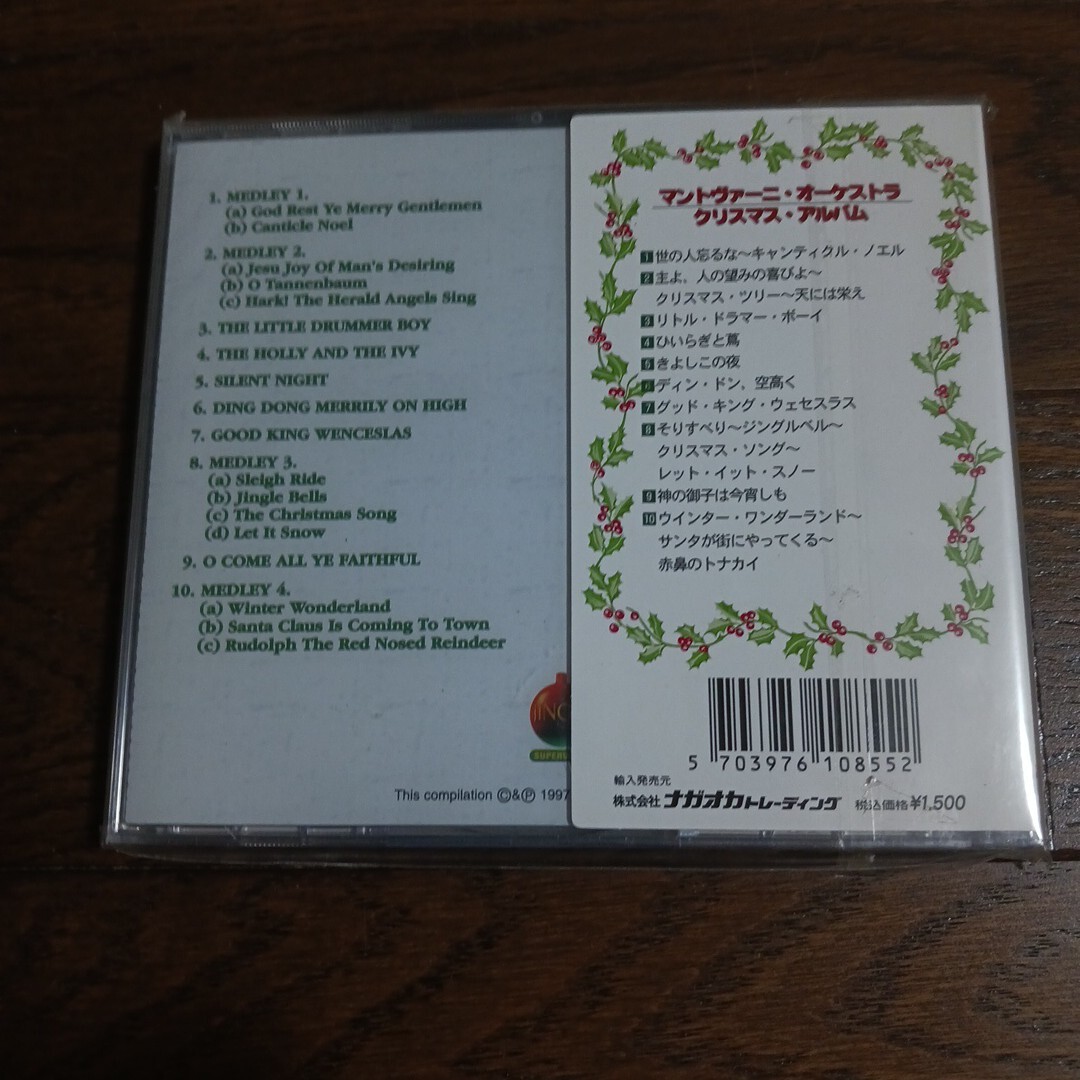 1. MEDLEY 1.
(a) God Rest Ye Merry Gentlemen
(b) Canticle Noel
2. MEDLEY 2.
(a) Jesu Joy Of Man's Desiring
(b) O Tannenbaum
(c) Hark! The Herald Angels Sing
3. THE LITTLE DRUMMER BOY
4. THE HOLLY AND THE IVY
5. SILENT NIGHT
6. DING DONG MERRILY ON HIGH
7. GOOD KING WENCESLAS
8. MEDLEY 3.
(a) Sleigh Ride
(b) Jingle Bells
(c) The Christmas Song
(d) Let It Snow
9. O COME ALL YE FAITHFUL
10. MEDLEY 4.
(a) Winter Wonderland
(b) Santa Claus Is Coming To Town
(c) Rudolph The Red Nosed Reindeer
This compilation ©&℗ 1997
マントヴァーニ・オーケストラ
クリスマス・アルバム
1 世の人忘るな〜キャンティクル・ノエル
2 主よ、人の望みの喜びよ〜
クリスマス・ツリー〜天には栄え
3 リトル・ドラマー・ボーイ
4 ひいらぎと蔦
5 きよしこの夜
6 ディン・ドン、空高く
7 グッド・キング・ウェセスラス
8 そりすべり〜ジングルベル〜
クリスマス・ソング〜
レット・イット・スノー
9 神の御子は今宵しも
10 ウインター・ワンダーランド〜
サンタが街にやってくる〜
赤鼻のトナカイ
5 703976 108552
輸入発売元
株式会社 ナガオカトレーディング 税込価格¥1,500